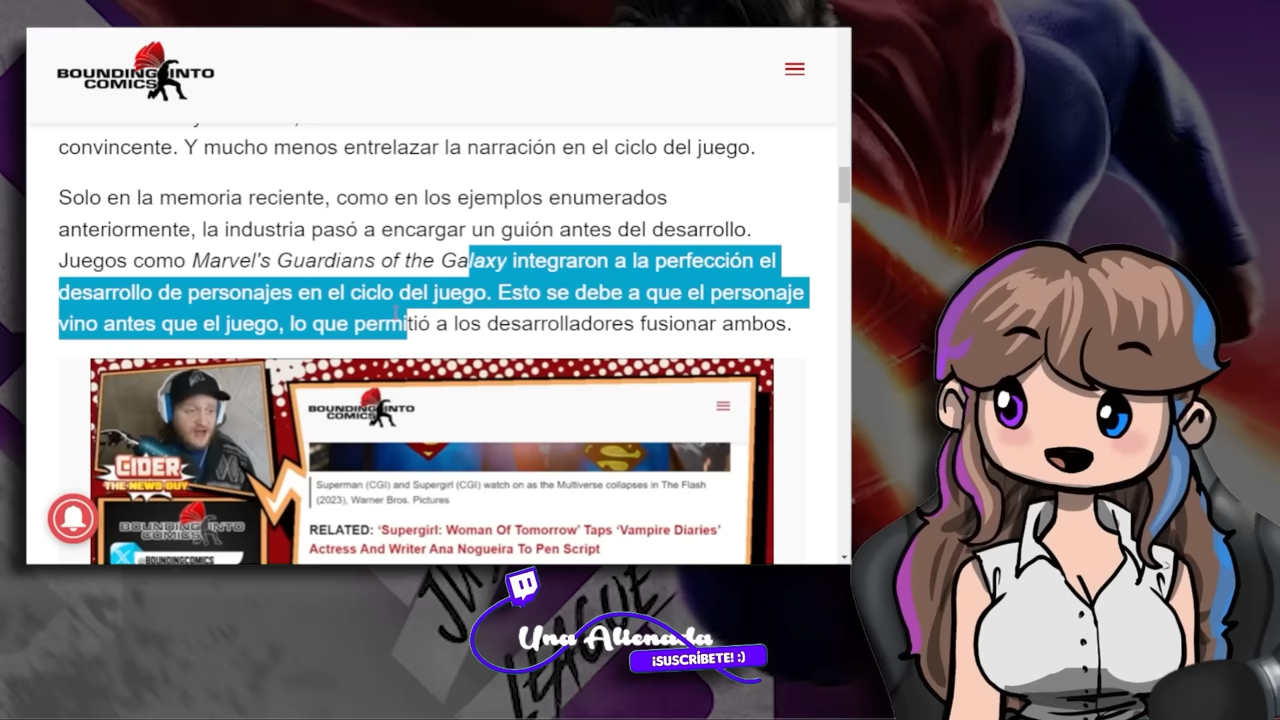 BOUNDING INTO
COMICS
convincente. Y mucho menos entrelazar la narración en el ciclo del juego.
Solo en la memoria reciente, como en los ejemplos enumerados
anteriormente, la industria pasó a encargar un guión antes del desarrollo.
Juegos como Marvel's Guardians of the Galaxy integraron a la perfección el
desarrollo de personajes en el ciclo del juego. Esto se debe a que el personaje
vino antes que el juego, lo que permitió a los desarrolladores fusionar ambos.
CIDER
THE NEWS GUY
BOUNDING INTO
COMICS
@BOUNDINGCOMICS
BOUNDING INTO
COMICS
Superman (CGI) and Supergirl (CGI) watch on as the Multiverse collapses in The Flash
(2023), Warner Bros. Pictures
RELATED: ‘Supergirl: Woman Of Tomorrow’ Taps ‘Vampire Diaries’
Actress And Writer Ana Nogueira To Pen Script
LEAGUE
Una Alienada
¡SUSCRÍBETE! :)